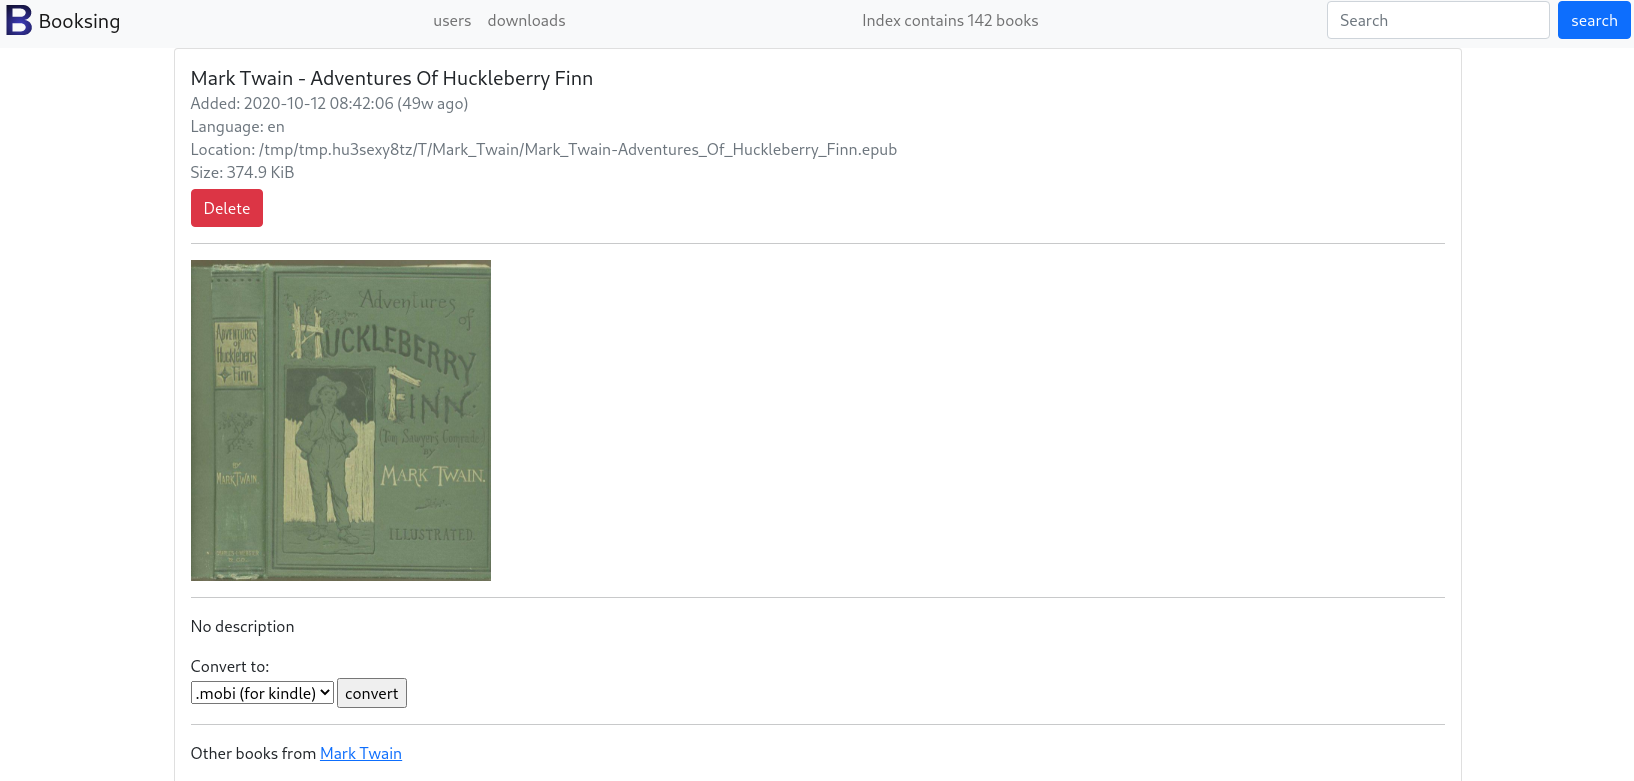 B Booksing users downloads Index contains 142 books Search search
Mark Twain - Adventures Of Huckleberry Finn
Added: 2020-10-12 08:42:06 (49w ago)
Language: en
Location: /tmp/tmp.hu3sexy8tz/T/Mark_Twain/Mark_Twain-Adventures_Of_Huckleberry_Finn.epub
Size: 374.9 KiB
Delete
Adventures
of
Huckleberry
Finn
Adventures
of
HUCKLEBERRY
FINN.
(Tom Sawyer's Comrade)
BY
MARK TWAIN.
BY
MARK TWAIN.
ILLUSTRATED.
No description
Convert to:
.mobi (for kindle) convert
Other books from Mark Twain